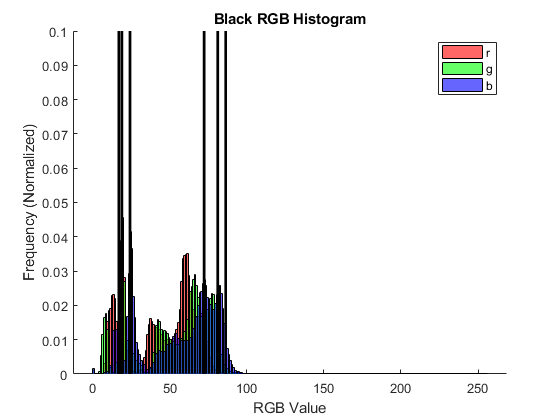 Black RGB Histogram
r
g
b
0.1
0.09
0.08
0.07
0.06
0.05
0.04
0.03
0.02
0.01
0
Frequency (Normalized)
0 50 100 150 200 250
RGB Value